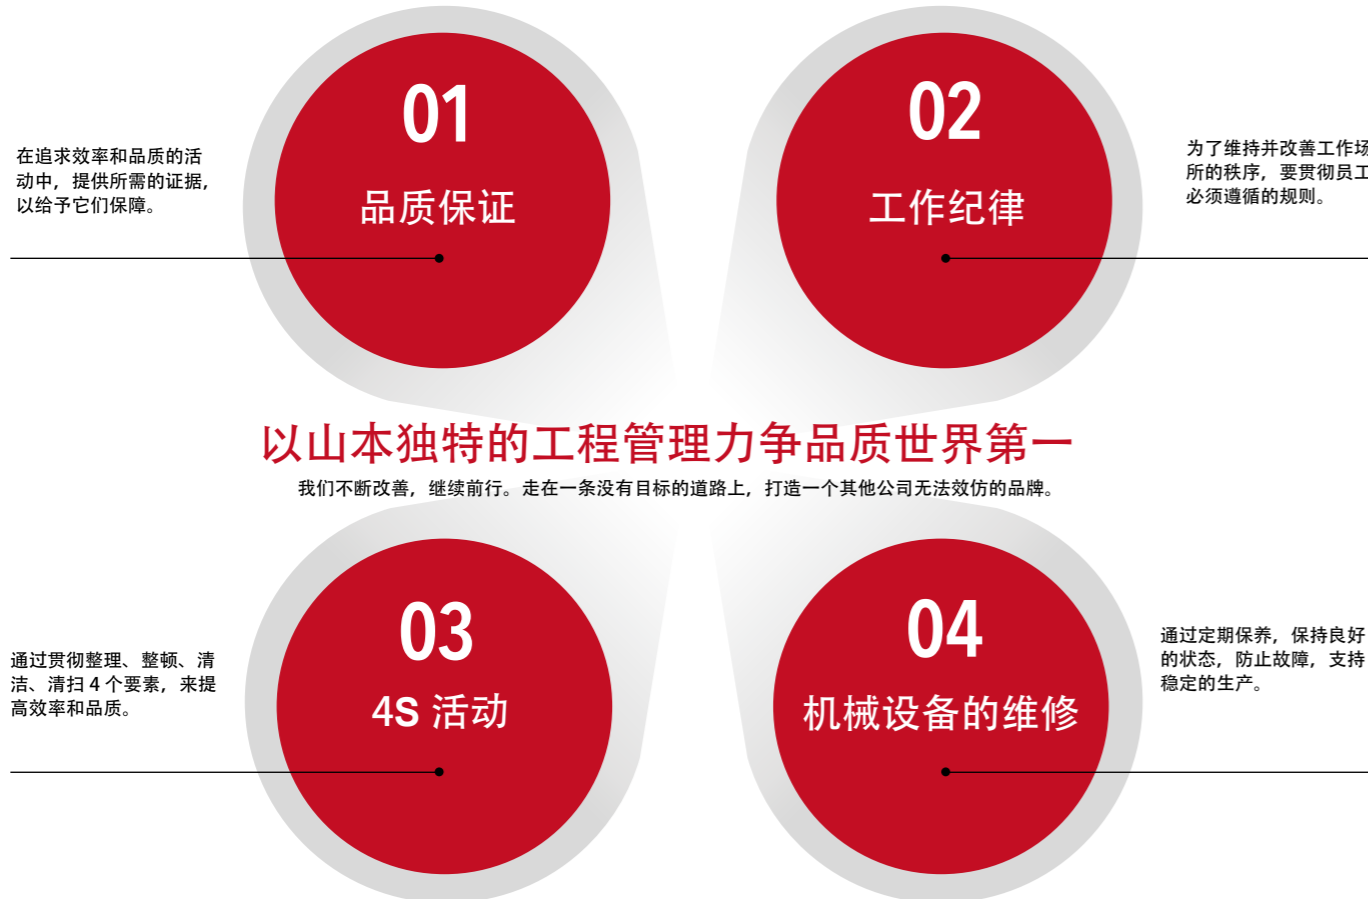 01
品质保证
在追求效率和品质的活
动中，提供所需的证据，
以给予它们保障。
02
工作纪律
为了维持并改善工作场
所的秩序，要贯彻员工
必须遵循的规则。
以山本独特的工程管理力争品质世界第一
我们不断改善，继续前行。走在一条没有目标的道路上，打造一个其他公司无法效仿的品牌。
03
4S 活动
通过贯彻整理、整顿、清
洁、清扫 4 个要素，来提
高效率和品质。
04
机械设备的维修
通过定期保养，保持良好
的状态，防止故障，支持
稳定的生产。